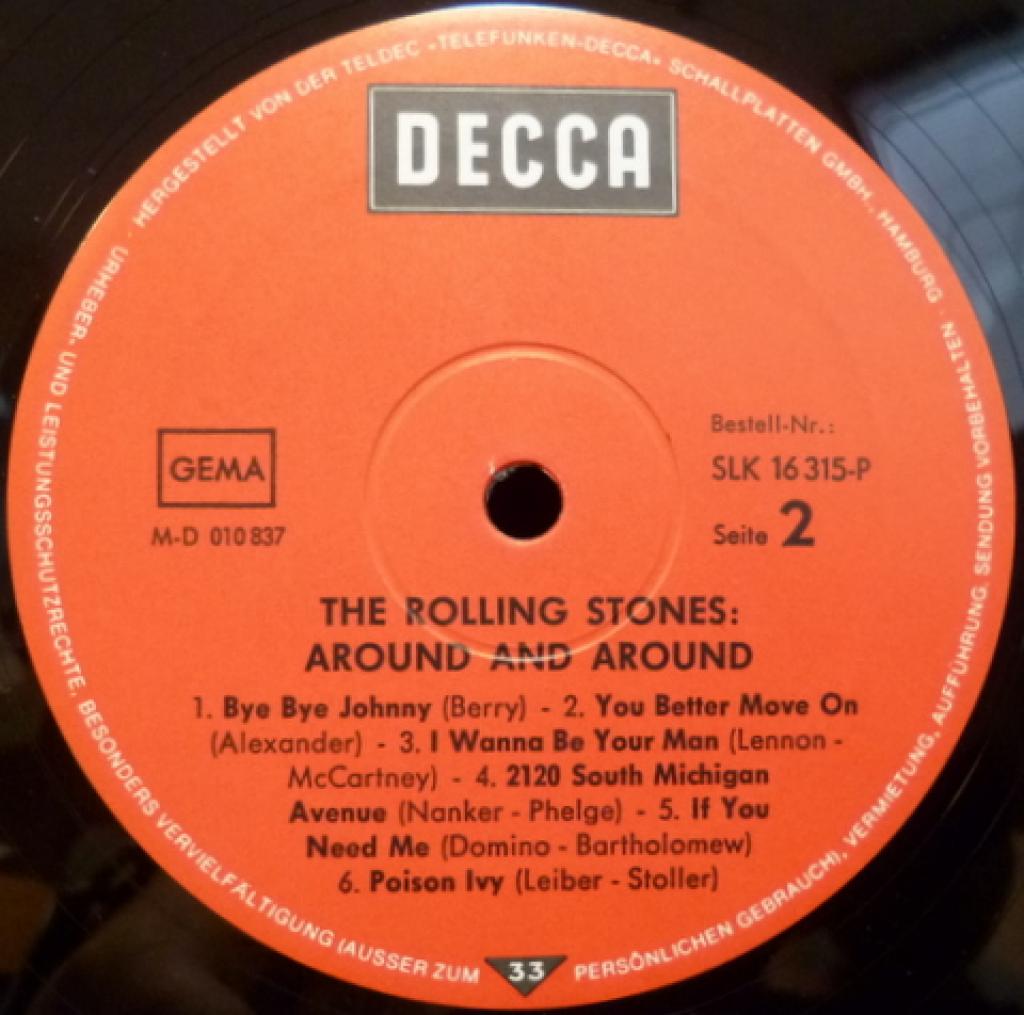 HERGESTELLT VON DER TELDEC »TELEFUNKEN-DECCA« SCHALLPLATTEN GMBH., HAMBURG ·
DECCA
Bestell-Nr.:
GEMA
SLK 16 315-P
M-D 010 837
Seite 2
THE ROLLING STONES:
AROUND AND AROUND
1. Bye Bye Johnny (Berry) - 2. You Better Move On
(Alexander) - 3. I Wanna Be Your Man (Lennon -
McCartney) - 4. 2120 South Michigan
Avenue (Nanker - Phelge) - 5. If You
Need Me (Domino - Bartholomew)
6. Poison Ivy (Leiber - Stoller)
URHEBER- UND LEISTUNGSSCHUTZRECHTE, BESONDERS VERVIELFÄLTIGUNG (AUSSER ZUM PERSÖNLICHEN GEBRAUCH), VERMIETUNG, AUFFÜHRUNG, SENDUNG VORBEHALTEN ·
33